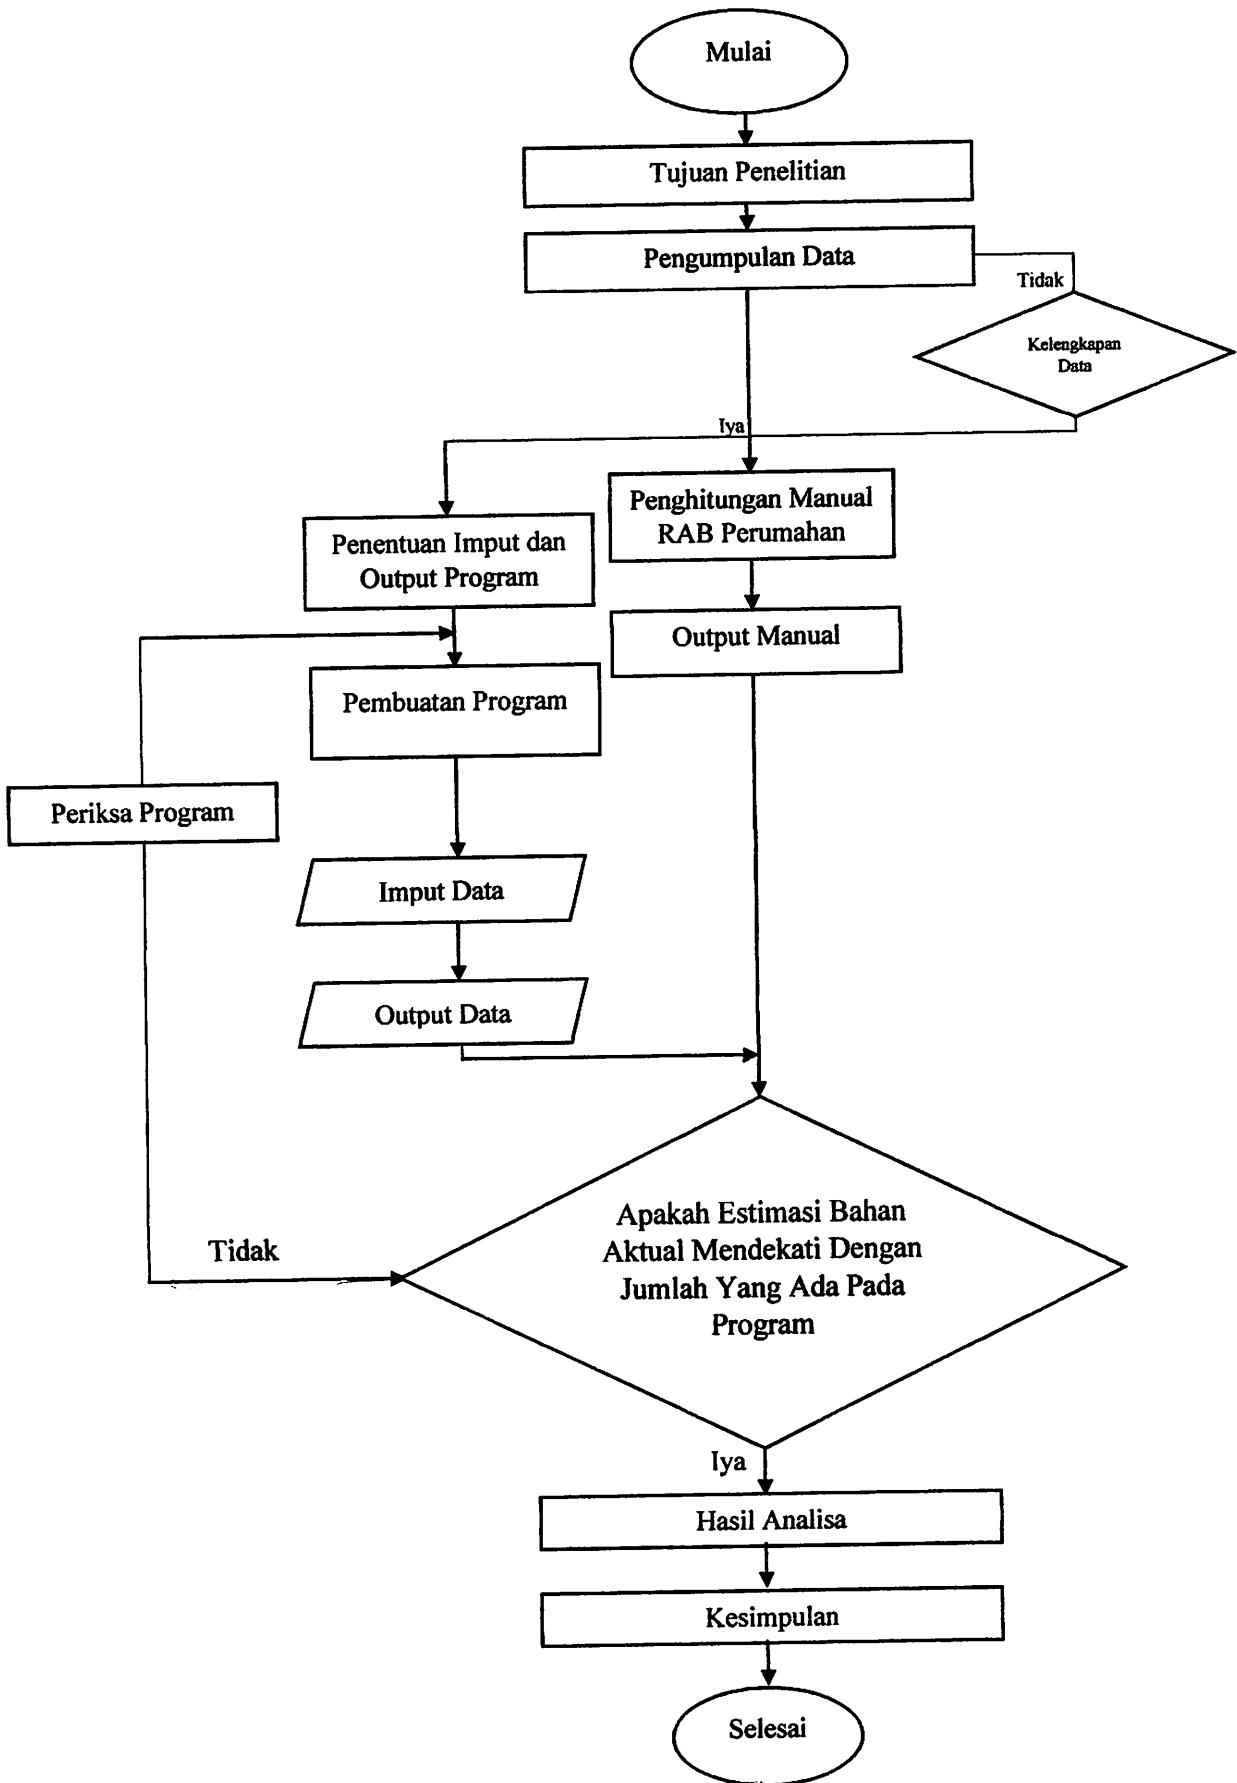 Mulai
Tujuan Penelitian
Pengumpulan Data
Tidak
Kelengkapan
Data
Iya
Penghitungan Manual
RAB Perumahan
Penentuan Imput dan
Output Program
Output Manual
Pembuatan Program
Periksa Program
Imput Data
Output Data
Apakah Estimasi Bahan
Aktual Mendekati Dengan
Jumlah Yang Ada Pada
Program
Tidak
Iya
Hasil Analisa
Kesimpulan
Selesai